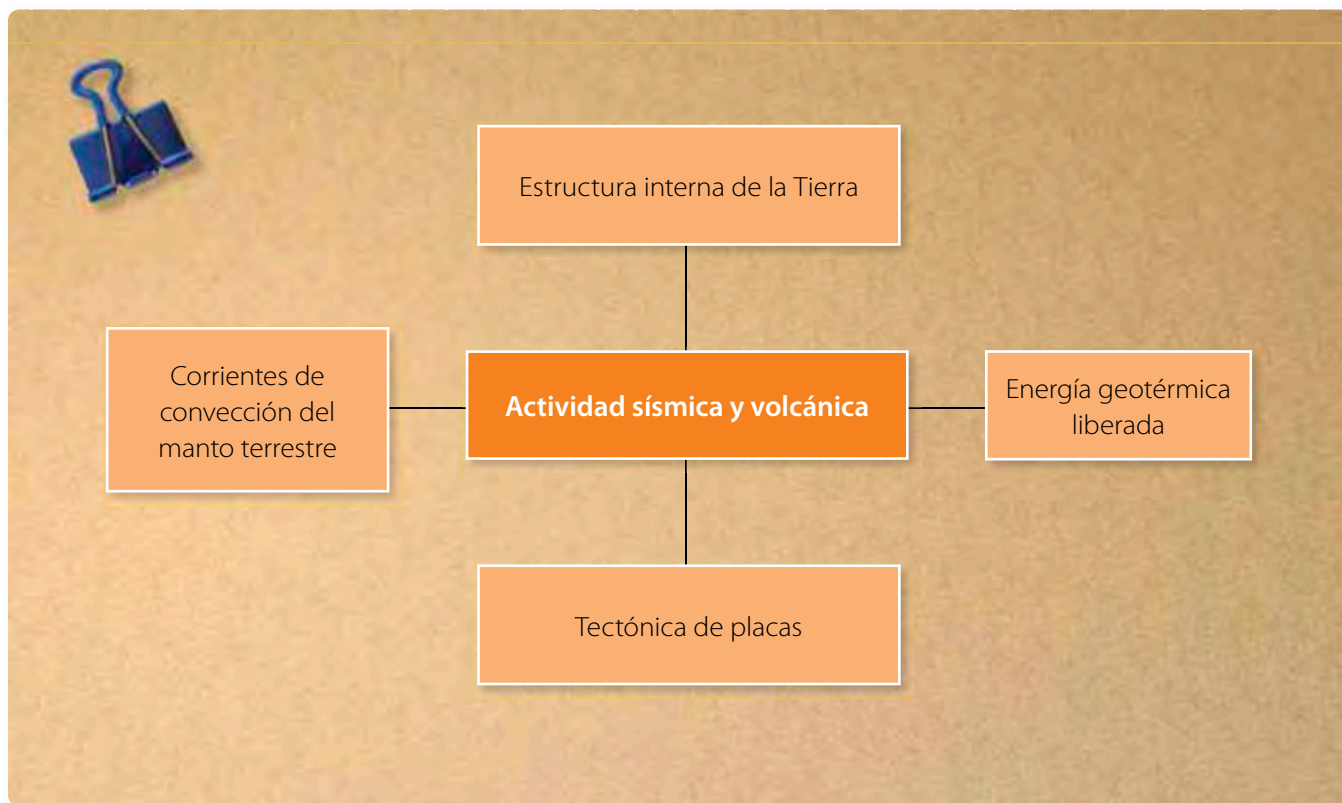 Estructura interna de la Tierra
Corrientes de
convección del
manto terrestre
Actividad sísmica y volcánica
Energía geotérmica
liberada
Tectónica de placas